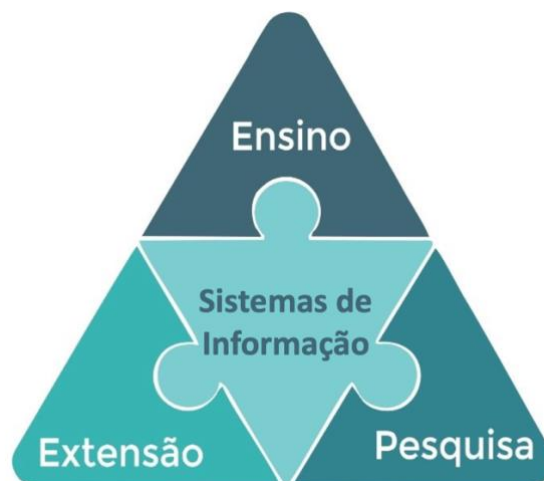 Ensino
Sistemas de
Informação
Extensão
Pesquisa